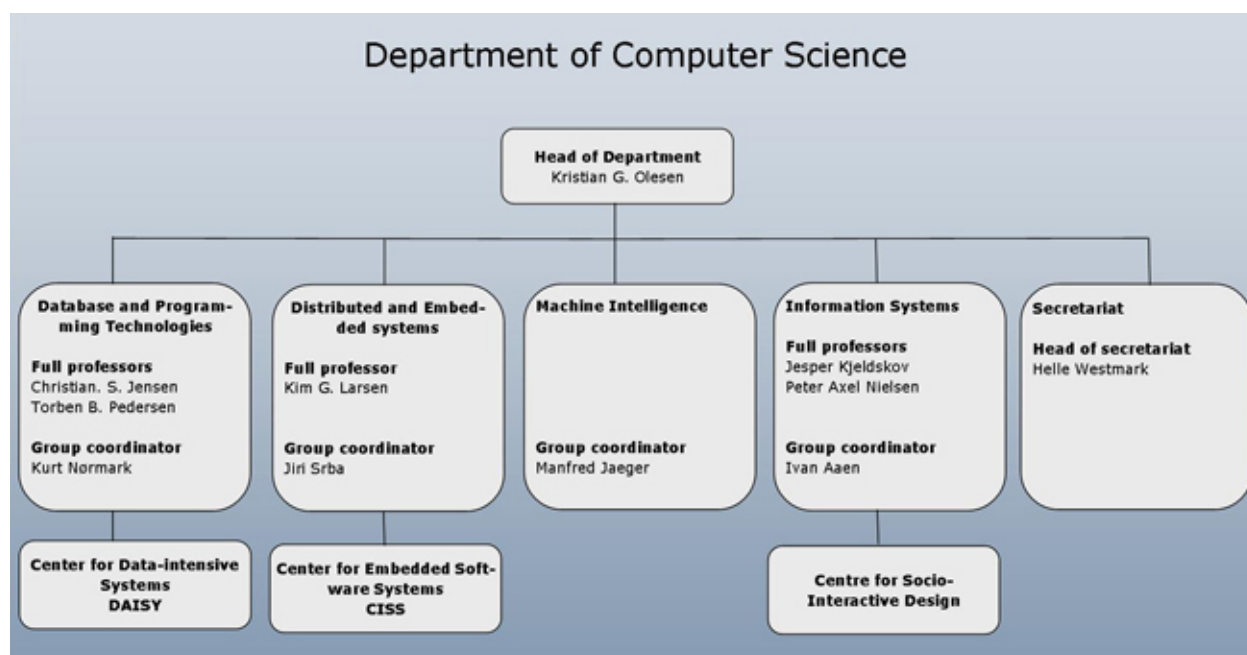 Department of Computer Science
Head of Department
Kristian G. Olesen
Database and Program-
ming Technologies
Full professors
Christian. S. Jensen
Torben B. Pedersen
Group coordinator
Kurt Nørmark
Distributed and Embed-
ded systems
Full professor
Kim G. Larsen
Group coordinator
Jiri Srba
Machine Intelligence
Group coordinator
Manfred Jaeger
Information Systems
Full professors
Jesper Kjeldskov
Peter Axel Nielsen
Group coordinator
Ivan Aaen
Secretariat
Head of secretariat
Helle Westmark
Center for Data-intensive
Systems
DAISY
Center for Embedded Soft-
ware Systems
CISS
Centre for Socio-
Interactive Design